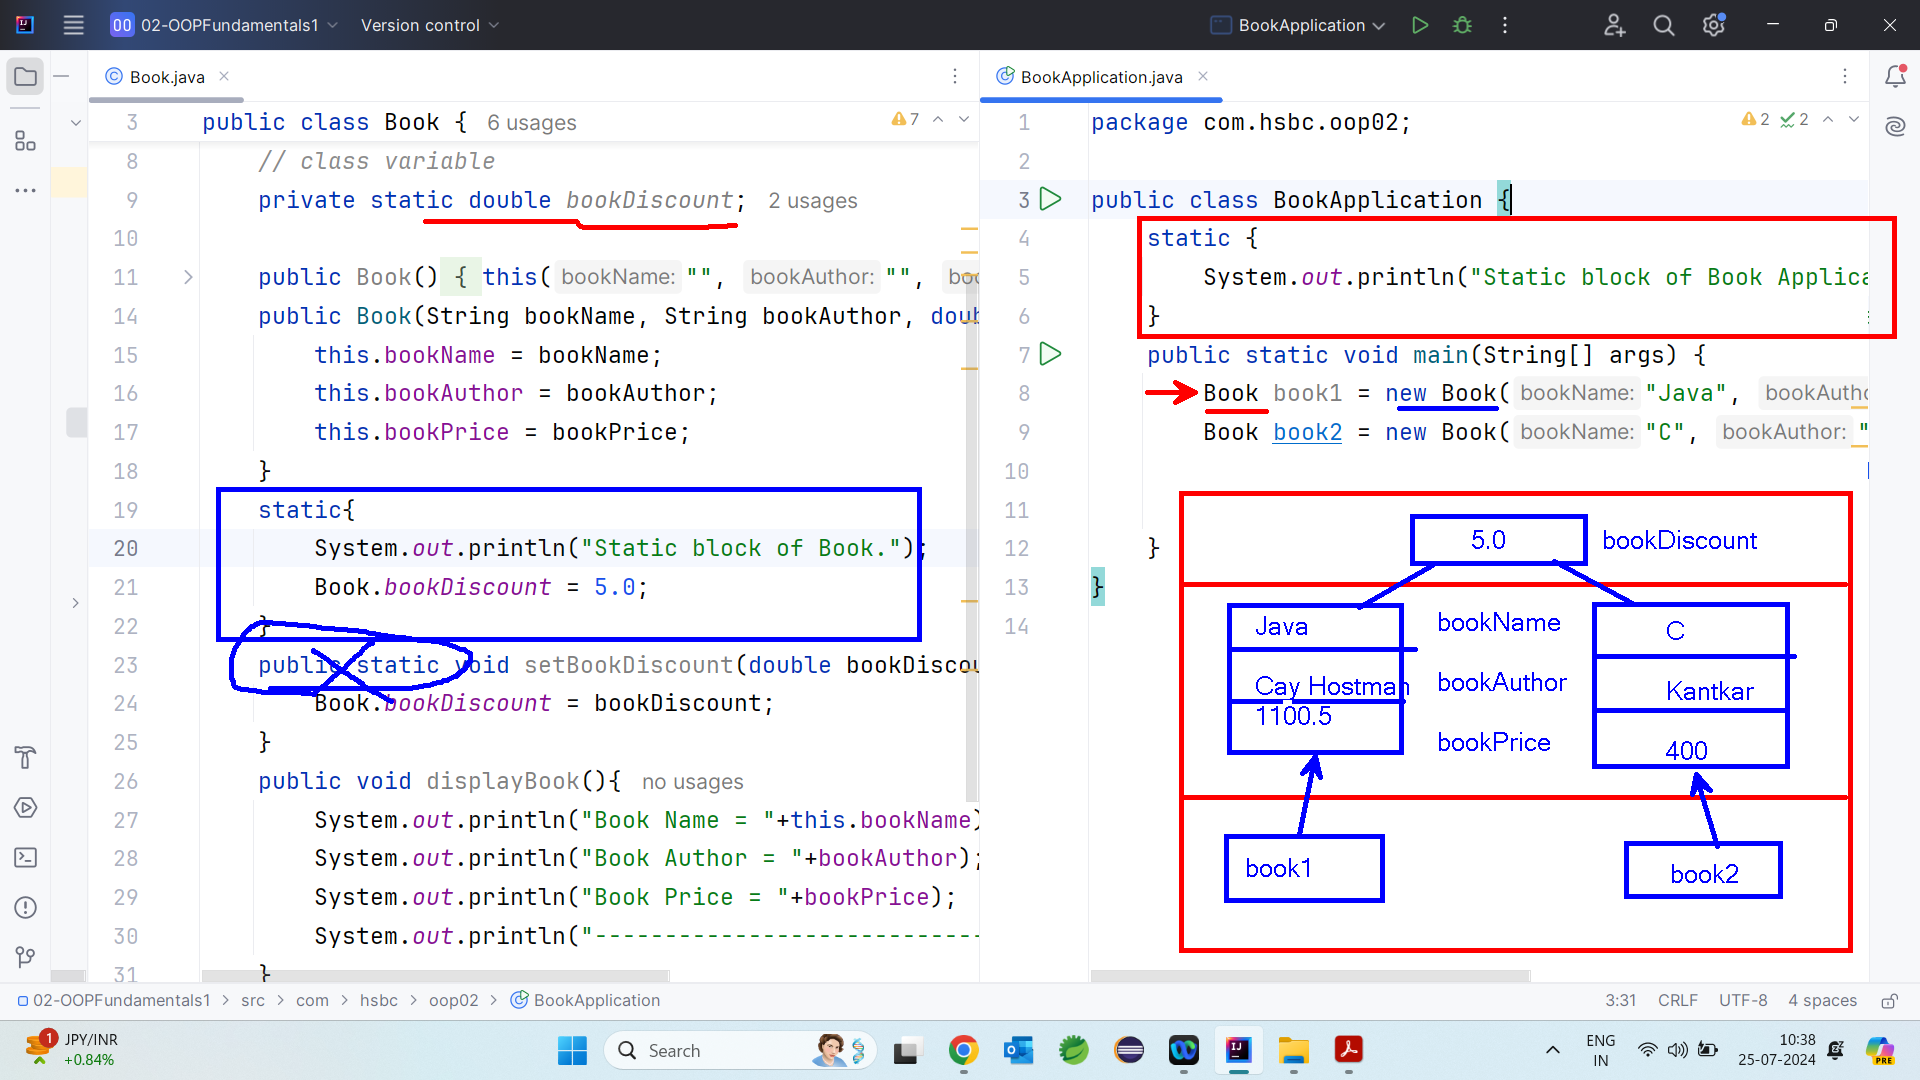 02-OOPFundamentals1 Version control BookApplication
Book.java
BookApplication.java
3 public class Book { 6 usages 7
8 // class variable
9 private static double bookDiscount; 2 usages
10
11 public Book() { this( bookName: "", bookAuthor: "", boo
14 public Book(String bookName, String bookAuthor, doub
15 this.bookName = bookName;
16 this.bookAuthor = bookAuthor;
17 this.bookPrice = bookPrice;
18 }
19 static{
20 System.out.println("Static block of Book.");
21 Book.bookDiscount = 5.0;
22 }
23 public static void setBookDiscount(double bookDiscou
24 Book.bookDiscount = bookDiscount;
25 }
26 public void displayBook(){ no usages
27 System.out.println("Book Name = "+this.bookName)
28 System.out.println("Book Author = "+bookAuthor);
29 System.out.println("Book Price = "+bookPrice);
30 System.out.println("----------------------------
31 }
1 package com.hsbc.oop02; 2 2
2
3 public class BookApplication {
4 static {
5 System.out.println("Static block of Book Applica
6 }
7 public static void main(String[] args) {
8 Book book1 = new Book( bookName: "Java", bookAutho
9 Book book2 = new Book( bookName: "C", bookAuthor: "
10
11
12 }
13 }
14
5.0 bookDiscount
Java bookName C
Cay Hostman bookAuthor Kantkar
1100.5
bookPrice 400
book1 book2
02-OOPFundamentals1 > src > com > hsbc > oop02 > BookApplication 3:31 CRLF UTF-8 4 spaces
1 JPY/INR
+0.84%
Search
ENG
IN
10:38
25-07-2024
PRE